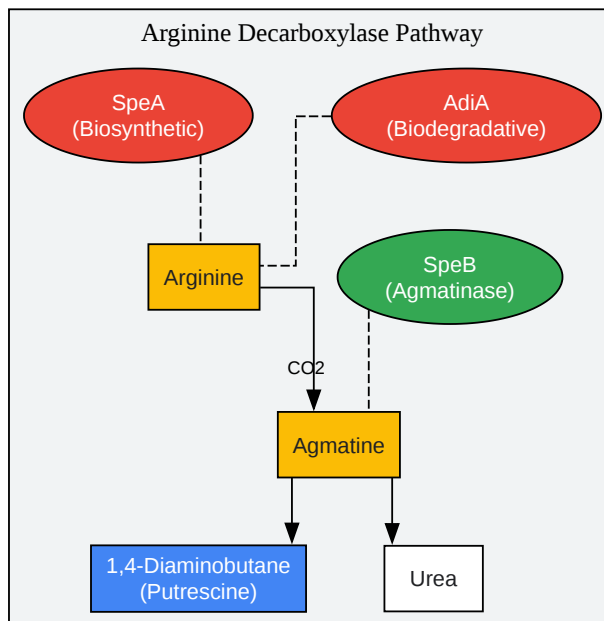 Arginine Decarboxylase Pathway
SpeA
(Biosynthetic)
AdiA
(Biodegradative)
Arginine
SpeB
(Agmatinase)
CO2
Agmatine
1,4-Diaminobutane
(Putrescine)
Urea